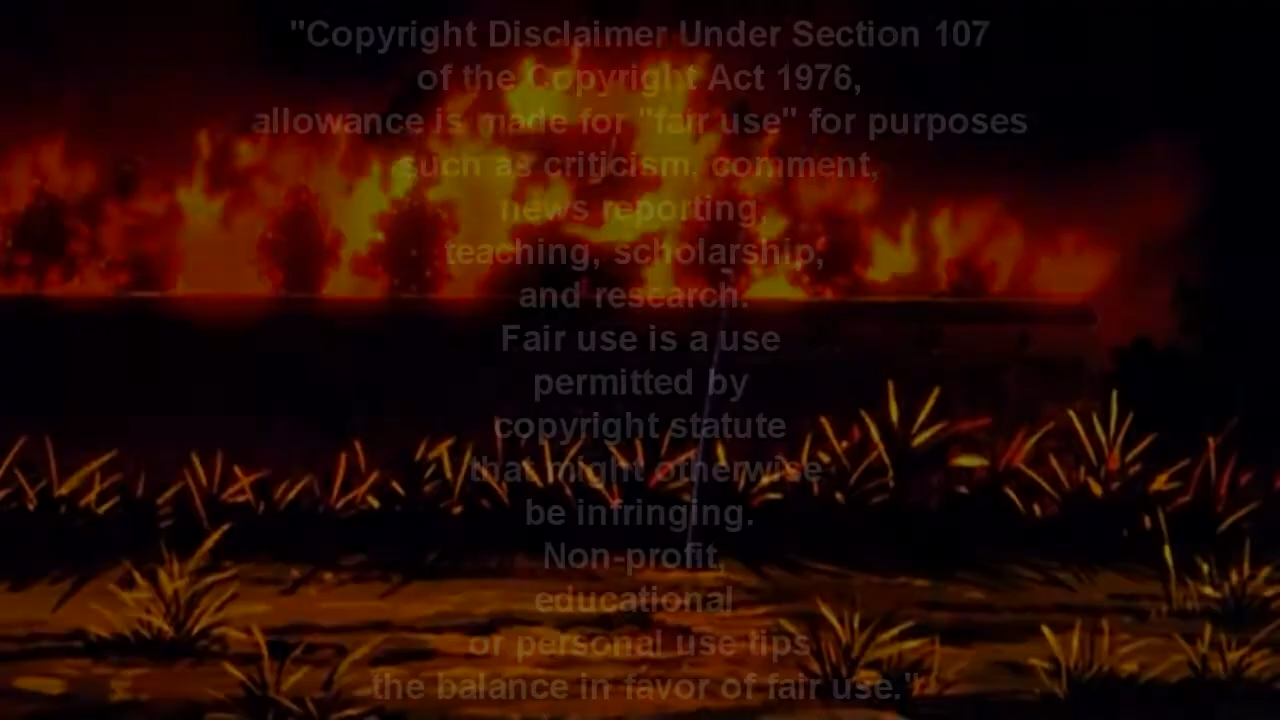 "Copyright Disclaimer Under Section 107
of the Copyright Act 1976,
allowance is made for "fair use" for purposes
such as criticism, comment,
news reporting,
teaching, scholarship,
and research.
Fair use is a use
permitted by
copyright statute
that might otherwise
be infringing.
Non-profit,
educational
or personal use tips
the balance in favor of fair use."